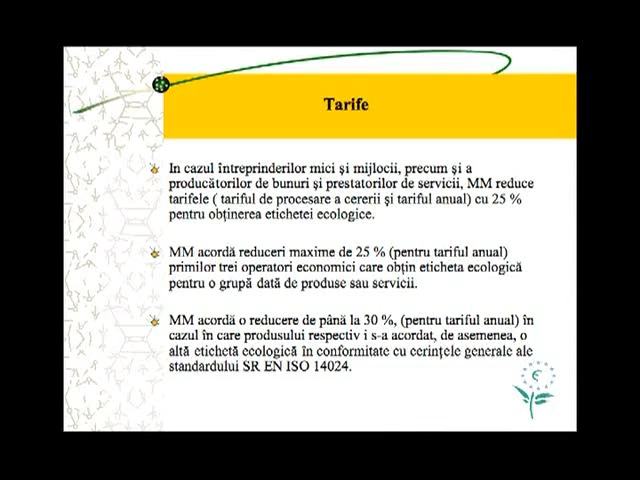 Tarife
In cazul întreprinderilor mici şi mijlocii, precum şi a
producătorilor de bunuri şi prestatorilor de servicii, MM reduce
tarifele ( tariful de procesare a cererii şi tariful anual) cu 25 %
pentru obţinerea etichetei ecologice.
MM acordă reduceri maxime de 25 % (pentru tariful anual)
primilor trei operatori economici care obţin eticheta ecologică
pentru o grupă dată de produse sau servicii.
MM acordă o reducere de până la 30 %, (pentru tariful anual) în
cazul în care produsului respectiv i s-a acordat, de asemenea, o
altă etichetă ecologică în conformitate cu cerinţele generale ale
standardului SR EN ISO 14024.